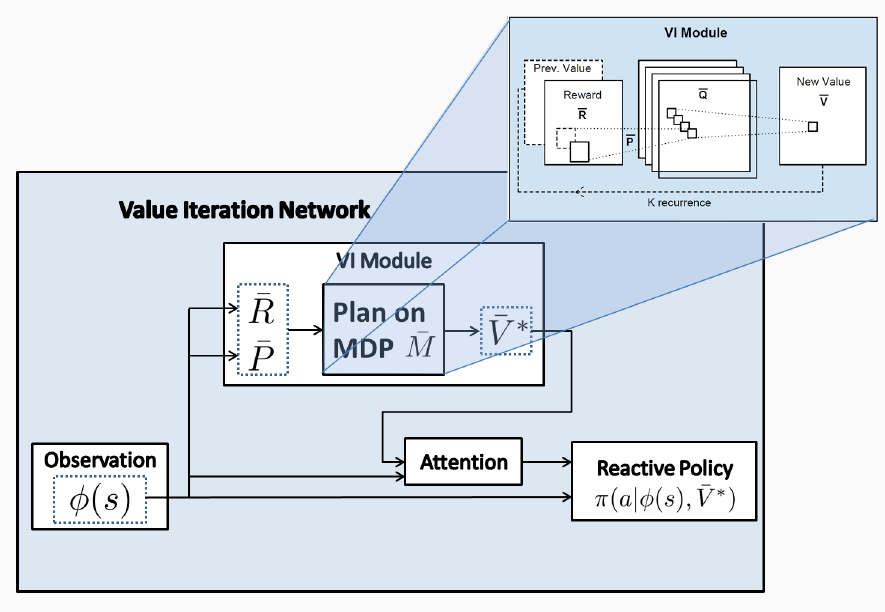 VI Module
Prev. Value
Reward
R̄
P̄
Q̄
New Value
V̄
K recurrence
Value Iteration Network
VI Module
R̄
P̄
Plan on
MDP M̄
V̄*
Observation
ϕ(s)
Attention
Reactive Policy
π(a|ϕ(s), V̄*)